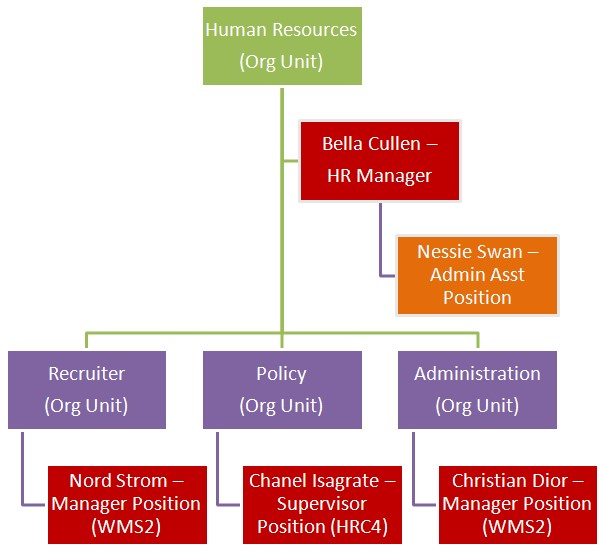 Human Resources
(Org Unit)
Bella Cullen –
HR Manager
Nessie Swan –
Admin Asst
Position
Recruiter
(Org Unit)
Policy
(Org Unit)
Administration
(Org Unit)
Nord Strom –
Manager Position
(WMS2)
Chanel Isagrate –
Supervisor
Position (HRC4)
Christian Dior –
Manager Position
(WMS2)